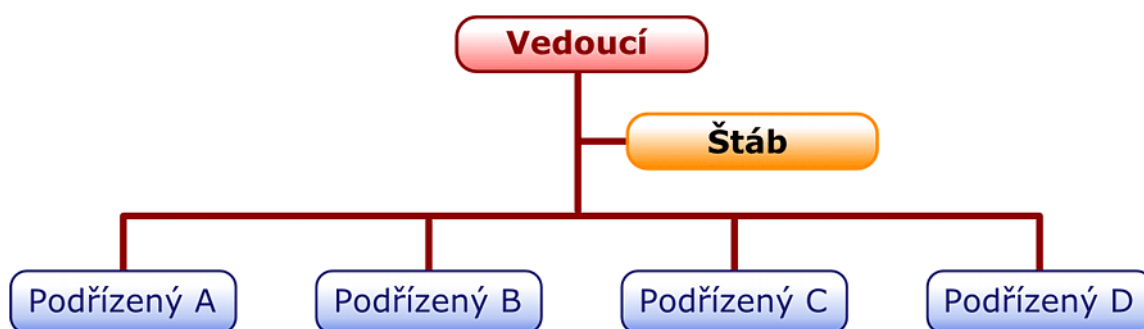 Vedoucí
Štáb
Podřízený A
Podřízený B
Podřízený C
Podřízený D